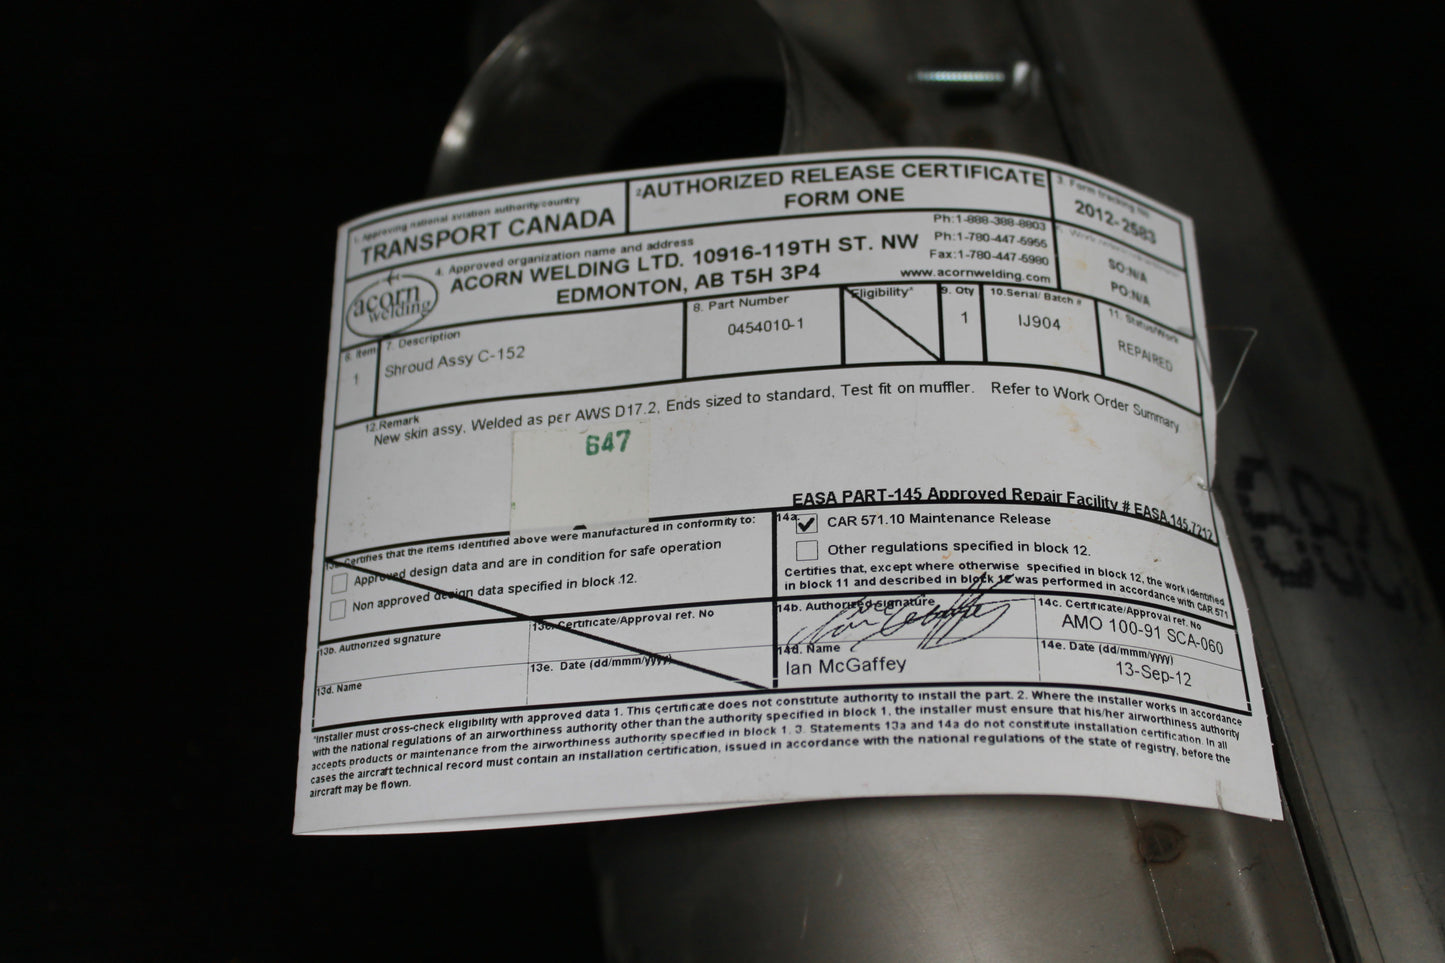 1. Approving national aviation authority/country
TRANSPORT CANADA
2. AUTHORIZED RELEASE CERTIFICATE
FORM ONE
3. Form tracking No.
2012-2583
acorn
welding
4. Approved organization name and address
ACORN WELDING LTD. 10916-119TH ST. NW
EDMONTON, AB T5H 3P4
Ph:1-888-388-8803
Ph:1-780-447-5955
Fax:1-780-447-5980
www.acornwelding.com
SO:N/A
PO:N/A
6. Item
1
7. Description
Shroud Assy C-152
8. Part Number
0454010-1
Eligibility*
9. Qty
1
10.Serial/ Batch #
IJ904
11. Status/Work
REPAIRED
12.Remark
New skin assy, Welded as per AWS D17.2, Ends sized to standard, Test fit on muffler. Refer to Work Order Summary
647
EASA PART-145 Approved Repair Facility # EASA.145.7212
13a. Certifies that the items identified above were manufactured in conformity to:
Approved design data and are in condition for safe operation
Non approved design data specified in block 12.
13b. Authorized signature
13c. Certificate/Approval ref. No
13d. Name
13e. Date (dd/mmm/yyyy)
14a.
CAR 571.10 Maintenance Release
Other regulations specified in block 12.
Certifies that, except where otherwise specified in block 12, the work identified
in block 11 and described in block 12 was performed in accordance with CAR 571
14b. Authorized signature
14c. Certificate/Approval ref. No
AMO 100-91 SCA-060
14d. Name
Ian McGaffey
14e. Date (dd/mmm/yyyy)
13-Sep-12
*Installer must cross-check eligibility with approved data 1. This certificate does not constitute authority to install the part. 2. Where the installer works in accordance
with the national regulations of an airworthiness authority other than the authority specified in block 1, the installer must ensure that his/her airworthiness authority
accepts products or maintenance from the airworthiness authority specified in block 1. 3. Statements 13a and 14a do not constitute installation certification. In all
cases the aircraft technical record must contain an installation certification, issued in accordance with the national regulations of the state of registry, before the
aircraft may be flown.